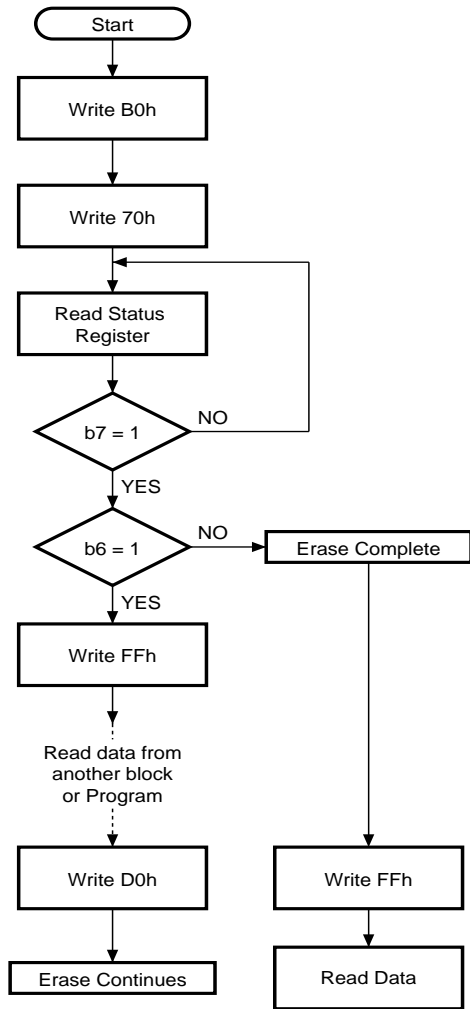 Start
Write B0h
Write 70h
Read Status
Register
b7 = 1
NO
YES
b6 = 1
NO
Erase Complete
YES
Write FFh
Read data from
another block
or Program
Write D0h
Write FFh
Erase Continues
Read Data